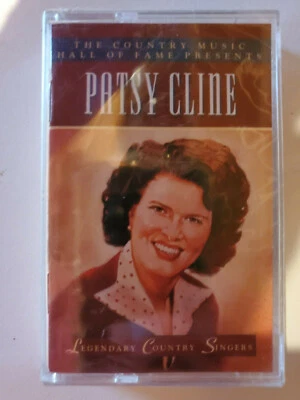 THE COUNTRY MUSIC
HALL OF FAME PRESENTS
PATSY CLINE
LEGENDARY COUNTRY SINGERS